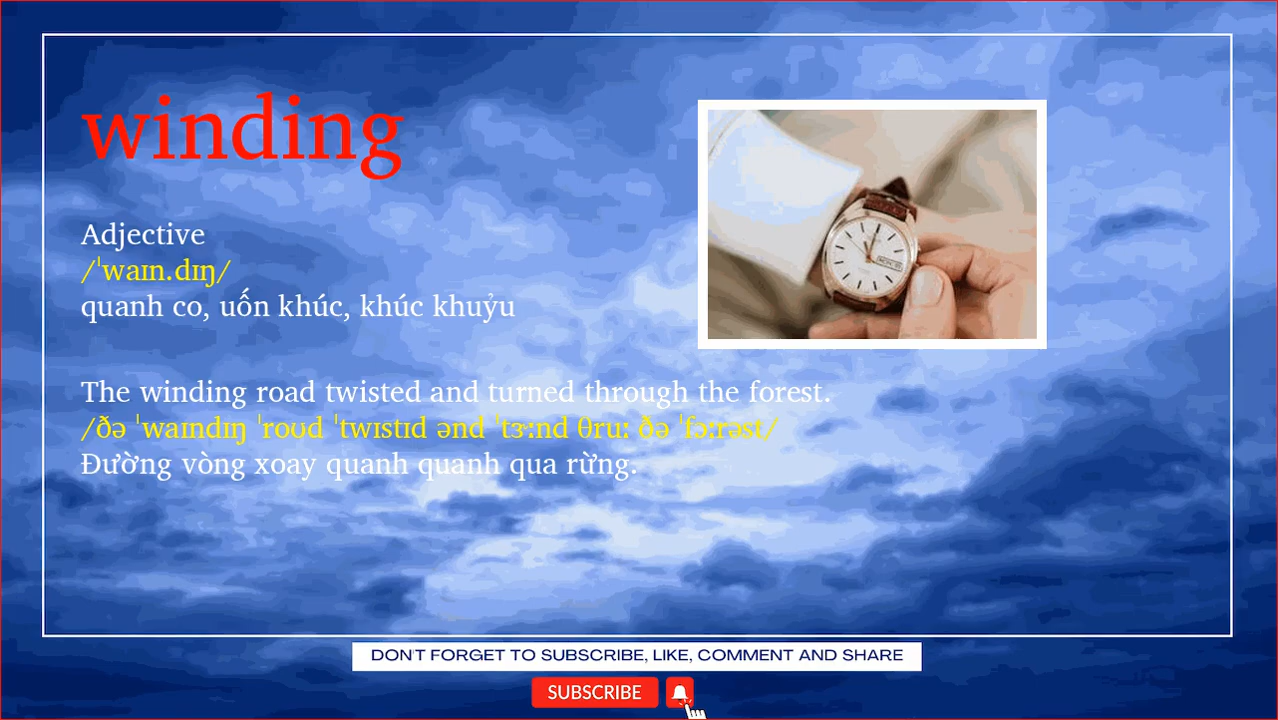 winding
Adjective
/ˈwaɪn.dɪŋ/
quanh co, uốn khúc, khúc khuỷu
The winding road twisted and turned through the forest.
/ðə ˈwaɪndɪŋ ˈroʊd ˈtwɪstɪd ənd ˈtɝːnd θruː ðə ˈfɔːrəst/
Đường vòng xoay quanh quanh qua rừng.
DON'T FORGET TO SUBSCRIBE, LIKE, COMMENT AND SHARE
SUBSCRIBE